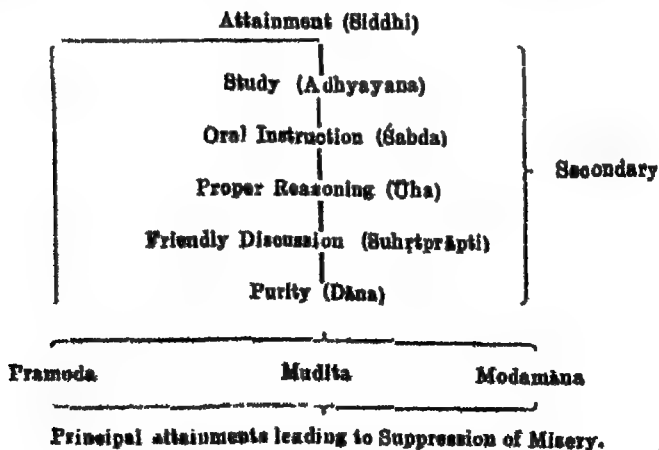 Attainment (Siddhi)
Study (Adhyayana)
Oral Instruction (Śabda)
Proper Reasoning (Ūha)
Friendly Discussion (Suhṛtprāpti)
Purity (Dāna)
Secondary
Pramoda Mudita Modamāna
Principal attainments leading to Suppression of Misery.